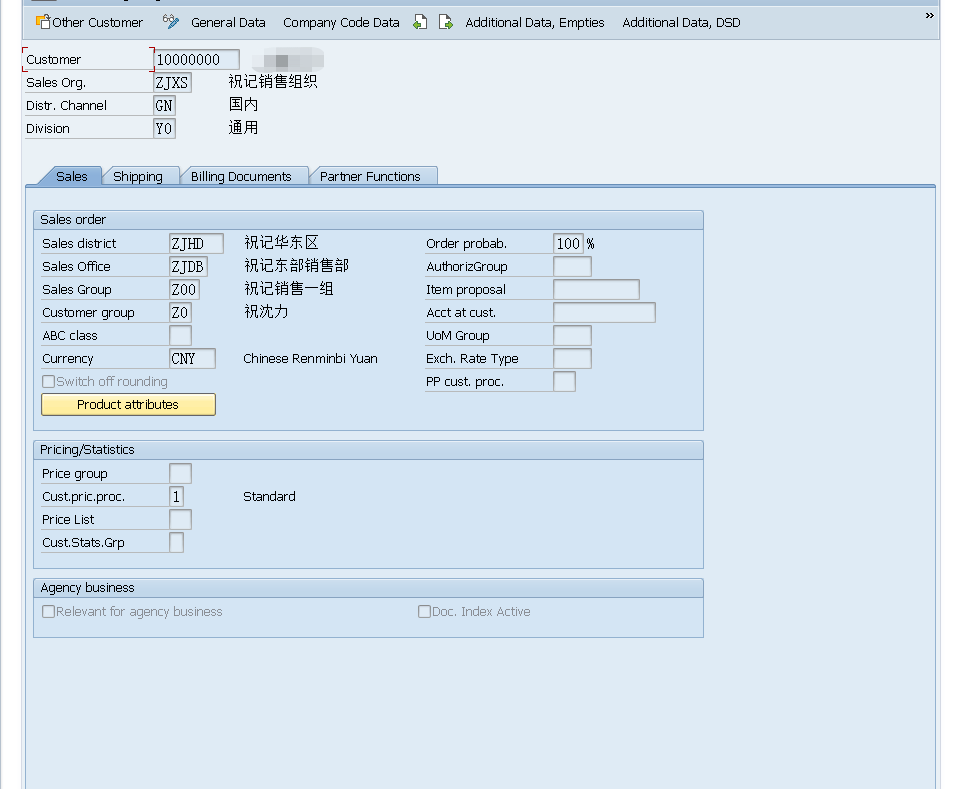 Other Customer General Data Company Code Data Additional Data, Empties Additional Data, DSD »
Customer 10000000
Sales Org. ZJXS 祝记销售组织
Distr. Channel GN 国内
Division Y0 通用
Sales Shipping Billing Documents Partner Functions
Sales order
Sales district ZJHD 祝记华东区 Order probab. 100 %
Sales Office ZJDB 祝记东部销售部 AuthorizGroup
Sales Group Z00 祝记销售一组 Item proposal
Customer group Z0 祝沈力 Acct at cust.
ABC class UoM Group
Currency CNY Chinese Renminbi Yuan Exch. Rate Type
Switch off rounding PP cust. proc.
Product attributes
Pricing/Statistics
Price group
Cust.pric.proc. 1 Standard
Price List
Cust.Stats.Grp
Agency business
Relevant for agency business Doc. Index Active